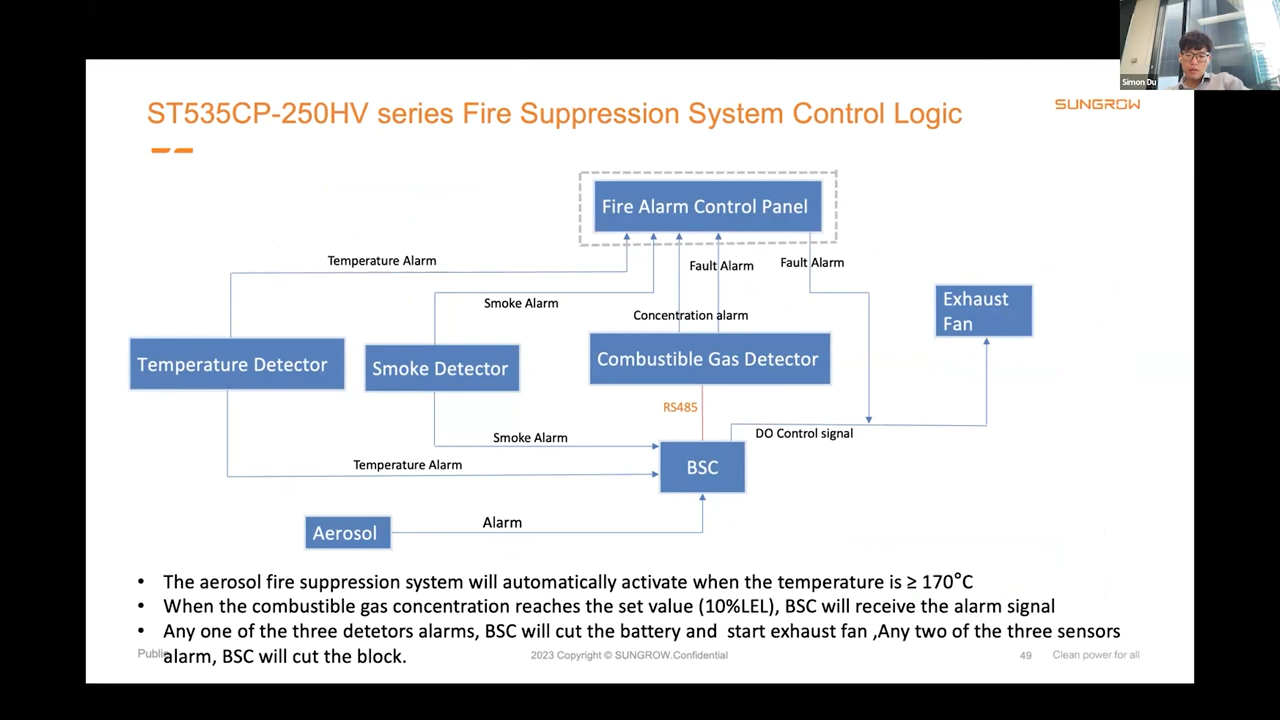 Simon Du
ST535CP-250HV series Fire Suppression System Control Logic
SUNGROW
Fire Alarm Control Panel
Temperature Alarm
Fault Alarm
Fault Alarm
Smoke Alarm
Exhaust
Fan
Concentration alarm
Temperature Detector
Smoke Detector
Combustible Gas Detector
RS485
DO Control signal
Smoke Alarm
Temperature Alarm
BSC
Alarm
Aerosol
• The aerosol fire suppression system will automatically activate when the temperature is ≥ 170°C
• When the combustible gas concentration reaches the set value (10%LEL), BSC will receive the alarm signal
• Any one of the three detetors alarms, BSC will cut the battery and start exhaust fan ,Any two of the three sensors
alarm, BSC will cut the block.
Public
2023 Copyright © SUNGROW.Confidential
49
Clean power for all